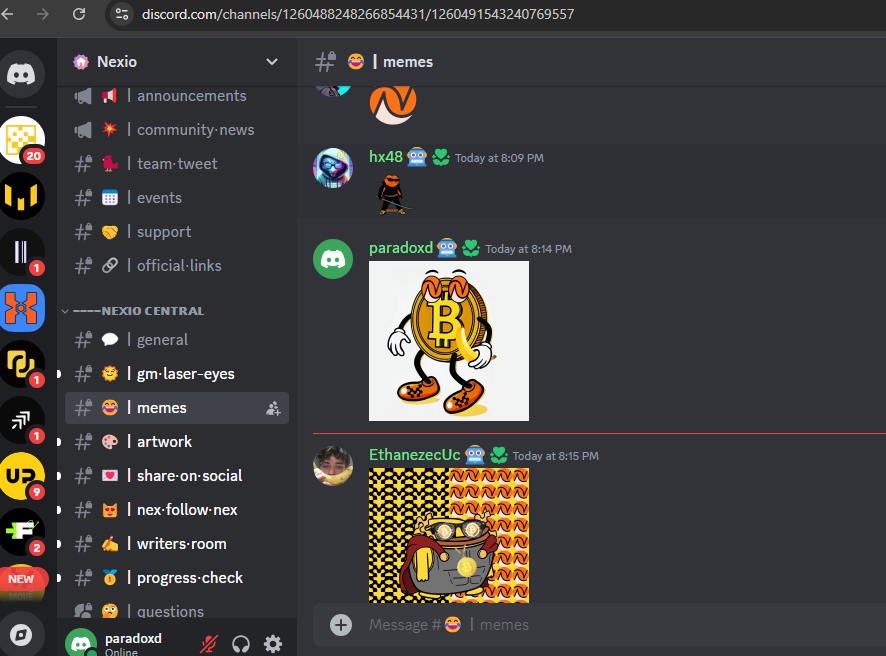 discord.com/channels/1260488248266854431/1260491543240769557
Nexio
| announcements
| community·news
| team·tweet
| events
| support
| official·links
----NEXIO CENTRAL
| general
| gm·laser-eyes
| memes
| artwork
| share·on·social
| nex·follow·nex
| writers·room
| progress·check
| questions
paradoxd
Online
20
1
1
1
UP
9
F
2
NEW
| memes
hx48 Today at 8:09 PM
paradoxd Today at 8:14 PM
EthanezecUc Today at 8:15 PM
Message # | memes